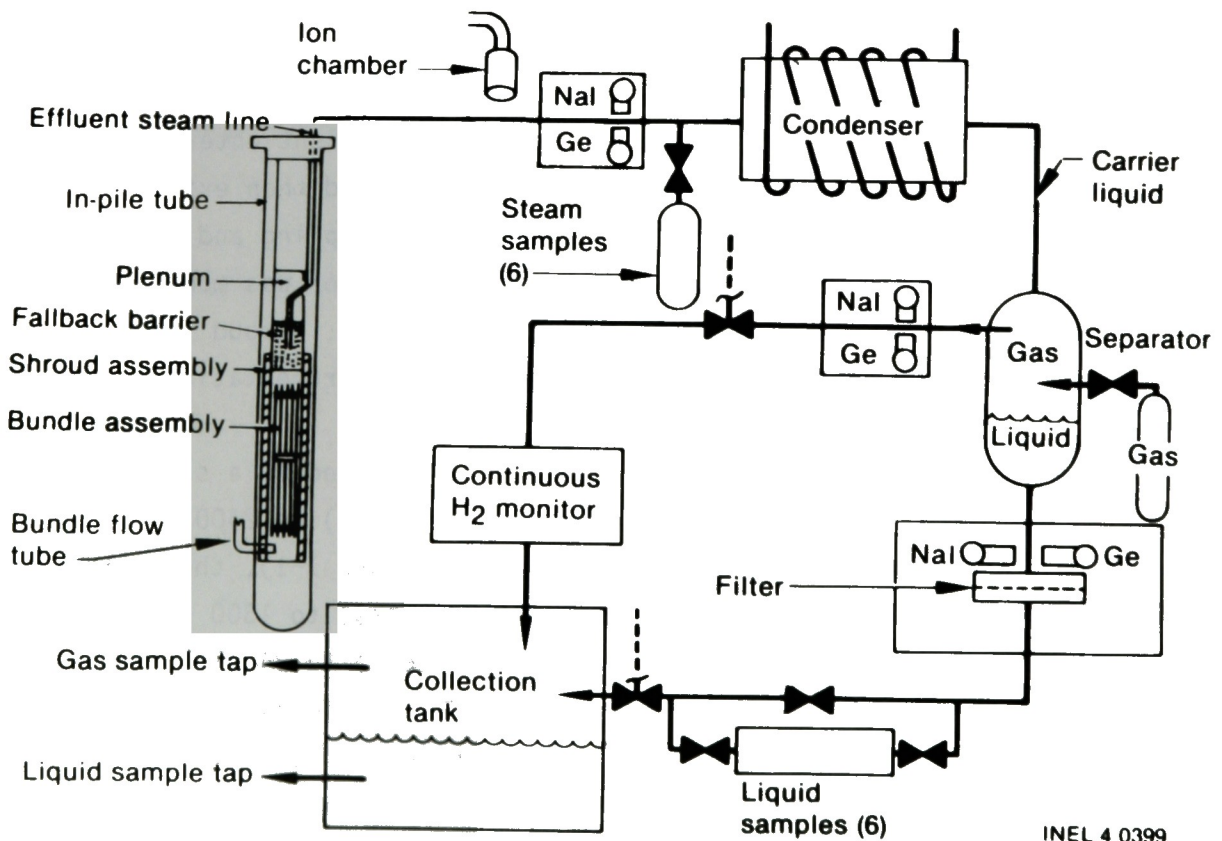 Ion
chamber
Effluent steam line
In-pile tube
Plenum
Fallback barrier
Shroud assembly
Bundle assembly
Bundle flow
tube
NaI
Ge
Condenser
Carrier
liquid
Steam
samples
(6)
NaI
Ge
Gas
Separator
Liquid
Gas
Continuous
H2 monitor
NaI
Ge
Filter
Gas sample tap
Collection
tank
Liquid sample tap
Liquid
samples (6)
INEL 4 0399